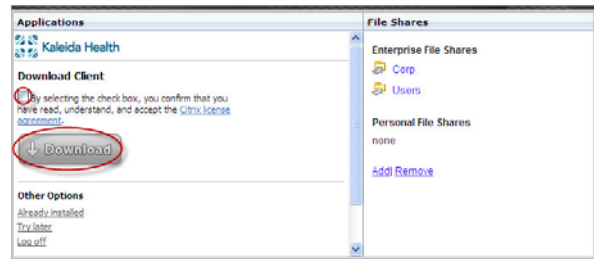 Applications
Kaleida Health
Download Client
By selecting the check box, you confirm that you
have read, understand, and accept the Citrix license
agreement.
Download
Other Options
Already installed
Try later
Log off
File Shares
Enterprise File Shares
Corp
Users
Personal File Shares
none
Add| Remove